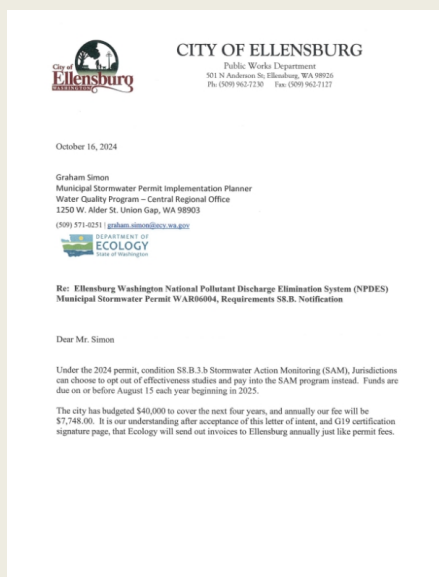 City of
Ellensburg
WASHINGTON
CITY OF ELLENSBURG
Public Works Department
501 N Anderson St; Ellensburg, WA 98926
Ph: (509) 962-7230 Fax: (509) 962-7127
October 16, 2024
Graham Simon
Municipal Stormwater Permit Implementation Planner
Water Quality Program – Central Regional Office
1250 W. Alder St. Union Gap, WA 98903
(509) 571-0251 | graham.simon@ecy.wa.gov
DEPARTMENT OF
ECOLOGY
State of Washington
Re: Ellensburg Washington National Pollutant Discharge Elimination System (NPDES)
Municipal Stormwater Permit WAR06004, Requirements S8.B. Notification
Dear Mr. Simon
Under the 2024 permit, condition S8.B.3.b Stormwater Action Monitoring (SAM), Jurisdictions
can choose to opt out of effectiveness studies and pay into the SAM program instead. Funds are
due on or before August 15 each year beginning in 2025.
The city has budgeted $40,000 to cover the next four years, and annually our fee will be
$7,748.00. It is our understanding after acceptance of this letter of intent, and G19 certification
signature page, that Ecology will send out invoices to Ellensburg annually just like permit fees.